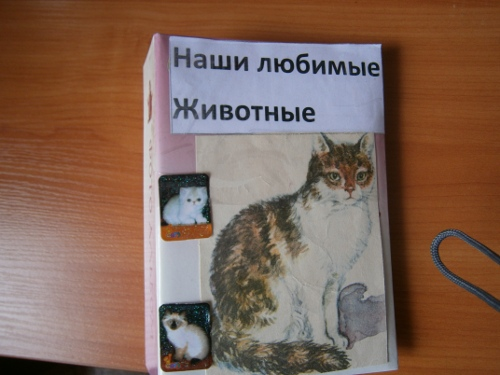 Наши любимые
Животные